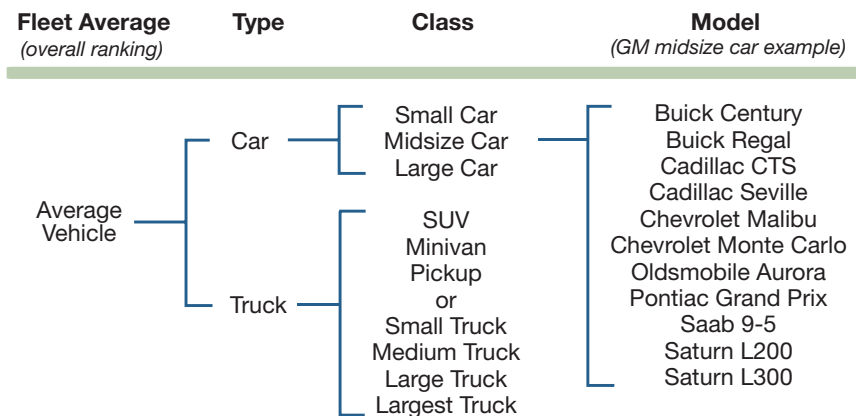 Fleet Average Type Class Model
(overall ranking) (GM midsize car example)
Average
Vehicle
Car
Truck
Small Car
Midsize Car
Large Car
SUV
Minivan
Pickup
or
Small Truck
Medium Truck
Large Truck
Largest Truck
Buick Century
Buick Regal
Cadillac CTS
Cadillac Seville
Chevrolet Malibu
Chevrolet Monte Carlo
Oldsmobile Aurora
Pontiac Grand Prix
Saab 9-5
Saturn L200
Saturn L300